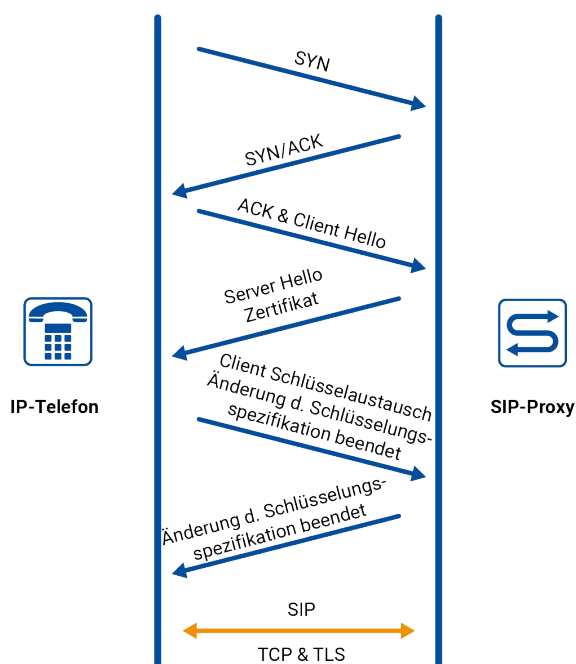 SYN
SYN/ACK
ACK & Client Hello
Server Hello
Zertifikat
Client Schlüsselaustausch
Änderung d. Schlüsselungs-
spezifikation beendet
IP-Telefon
SIP-Proxy
Änderung d. Schlüsselungs-
spezifikation beendet
SIP
TCP & TLS